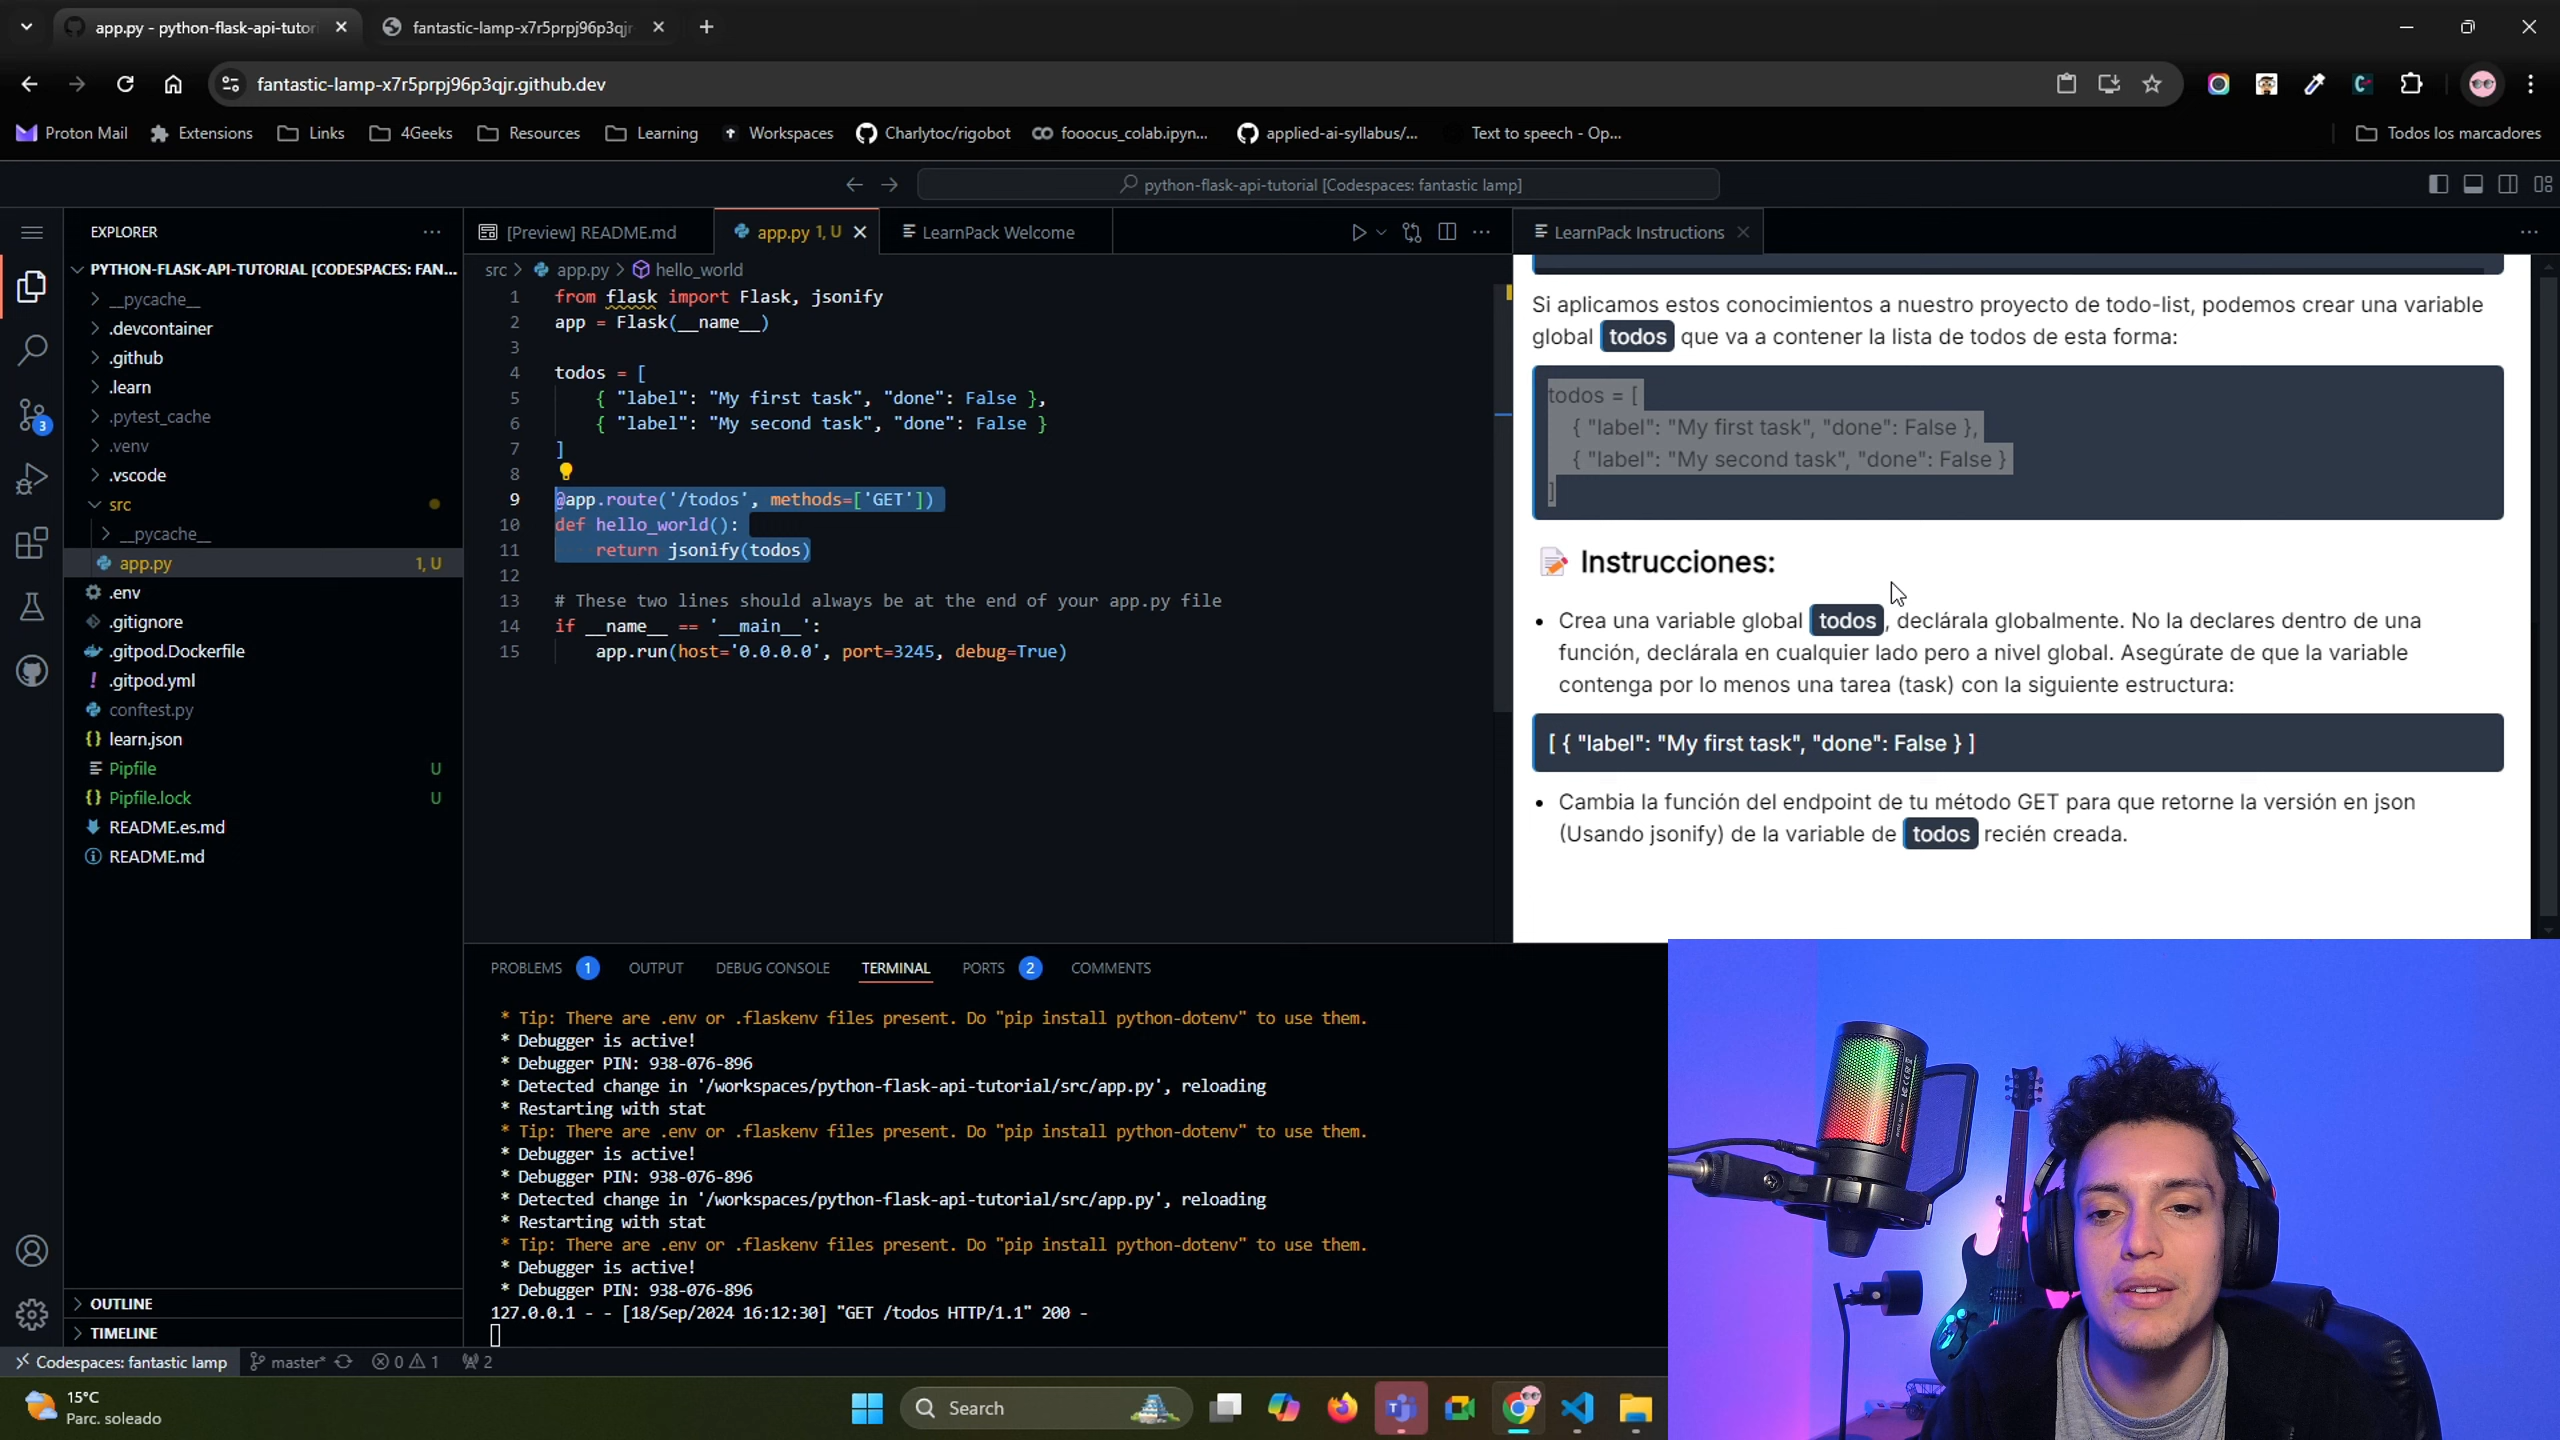 app.py - python-flask-api-tutori
fantastic-lamp-x7r5prpj96p3qjr
fantastic-lamp-x7r5prpj96p3qjr.github.dev
Proton Mail
Extensions
Links
4Geeks
Resources
Learning
Workspaces
Charlytoc/rigobot
fooocus_colab.ipyn...
applied-ai-syllabus/...
Text to speech - Op...
Todos los marcadores
python-flask-api-tutorial [Codespaces: fantastic lamp]
EXPLORER
PYTHON-FLASK-API-TUTORIAL [CODESPACES: FAN...
__pycache__
.devcontainer
.github
.learn
.pytest_cache
.venv
.vscode
src
__pycache__
app.py 1, U
.env
.gitignore
.gitpod.Dockerfile
.gitpod.yml
conftest.py
learn.json
Pipfile U
Pipfile.lock U
README.es.md
README.md
OUTLINE
TIMELINE
3
[Preview] README.md
app.py 1, U
LearnPack Welcome
src > app.py > hello_world
1 from flask import Flask, jsonify
2 app = Flask(__name__)
3
4 todos = [
5 { "label": "My first task", "done": False },
6 { "label": "My second task", "done": False }
7 ]
8
9 @app.route('/todos', methods=['GET'])
10 def hello_world():
11 return jsonify(todos)
12
13 # These two lines should always be at the end of your app.py file
14 if __name__ == '__main__':
15 app.run(host='0.0.0.0', port=3245, debug=True)
LearnPack Instructions
Si aplicamos estos conocimientos a nuestro proyecto de todo-list, podemos crear una variable
global todos que va a contener la lista de todos de esta forma:
todos = [
{ "label": "My first task", "done": False },
{ "label": "My second task", "done": False }
]
Instrucciones:
• Crea una variable global todos, declárala globalmente. No la declares dentro de una
función, declárala en cualquier lado pero a nivel global. Asegúrate de que la variable
contenga por lo menos una tarea (task) con la siguiente estructura:
[ { "label": "My first task", "done": False } ]
• Cambia la función del endpoint de tu método GET para que retorne la versión en json
(Usando jsonify) de la variable de todos recién creada.
PROBLEMS 1 OUTPUT DEBUG CONSOLE TERMINAL PORTS 2 COMMENTS
* Tip: There are .env or .flaskenv files present. Do "pip install python-dotenv" to use them.
* Debugger is active!
* Debugger PIN: 938-076-896
* Detected change in '/workspaces/python-flask-api-tutorial/src/app.py', reloading
* Restarting with stat
* Tip: There are .env or .flaskenv files present. Do "pip install python-dotenv" to use them.
* Debugger is active!
* Debugger PIN: 938-076-896
* Detected change in '/workspaces/python-flask-api-tutorial/src/app.py', reloading
* Restarting with stat
* Tip: There are .env or .flaskenv files present. Do "pip install python-dotenv" to use them.
* Debugger is active!
* Debugger PIN: 938-076-896
127.0.0.1 - - [18/Sep/2024 16:12:30] "GET /todos HTTP/1.1" 200 -
Codespaces: fantastic lamp
master*
0 1
2
15°C
Parc. soleado
Search